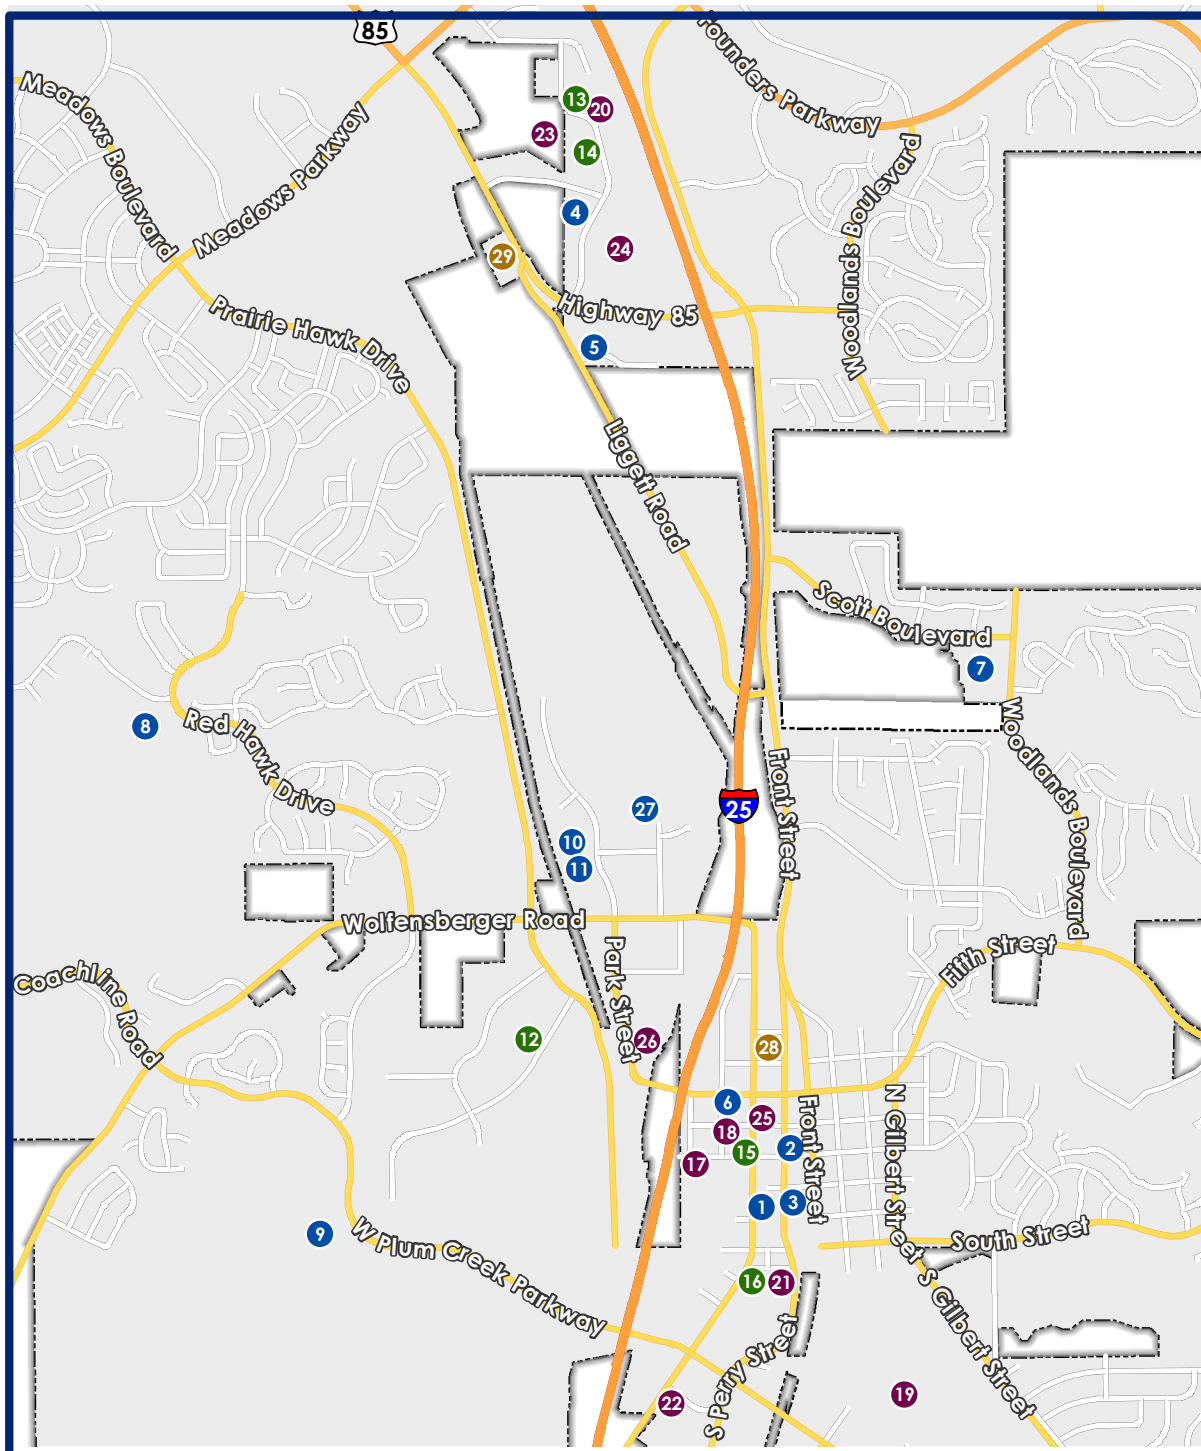 85
Founders Parkway
Meadows Boulevard
Meadows Parkway
13
20
23
14
Woodlands Boulevard
4
24
29
Highway 85
Prairie Hawk Drive
5
Liggett Road
Scott Boulevard
7
8
Red Hawk Drive
Woodlands Boulevard
Front Street
25
27
10
11
Wolfensberger Road
Fifth Street
Park Street
Coachline Road
12
26
28
6
25
18
2
15
17
Front Street
N Gilbert Street
1
3
9
W Plum Creek Parkway
South Street
16
21
S Gilbert Street
S Perry Street
22
19